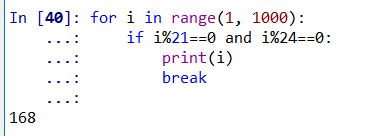 In [40]: for i in range(1, 1000):
    ...:     if i%21==0 and i%24==0:
    ...:         print(i)
    ...:         break
    ...:
168